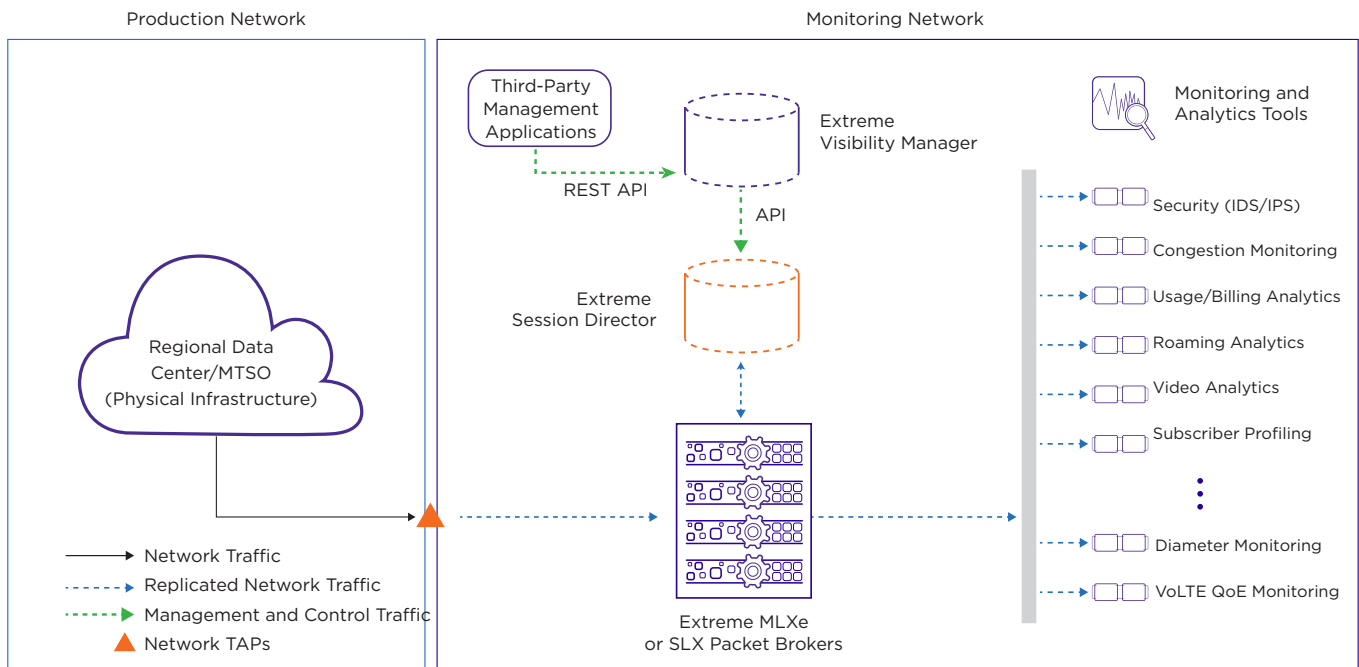 Production Network
Monitoring Network
Third-Party
Management
Applications
REST API
Extreme
Visibility Manager
API
Extreme
Session Director
Regional Data
Center/MTSO
(Physical Infrastructure)
Extreme MLXe
or SLX Packet Brokers
Monitoring and
Analytics Tools
Security (IDS/IPS)
Congestion Monitoring
Usage/Billing Analytics
Roaming Analytics
Video Analytics
Subscriber Profiling
Diameter Monitoring
VoLTE QoE Monitoring
Network Traffic
Replicated Network Traffic
Management and Control Traffic
Network TAPs